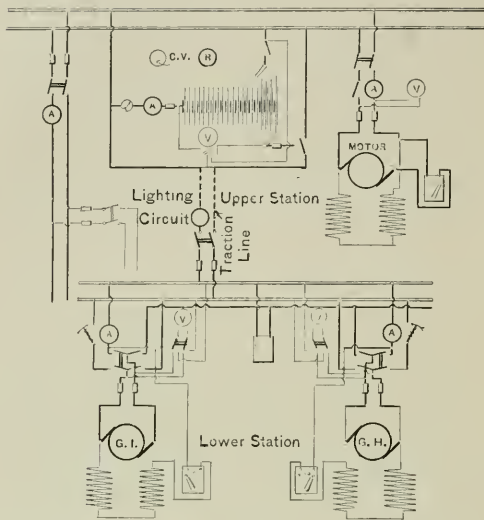 C.V. R
A
A
A
V
V
MOTOR
Lighting
Circuit
Upper Station
Traction
Line
A
V
V
A
G. I.
Lower Station
G. H.